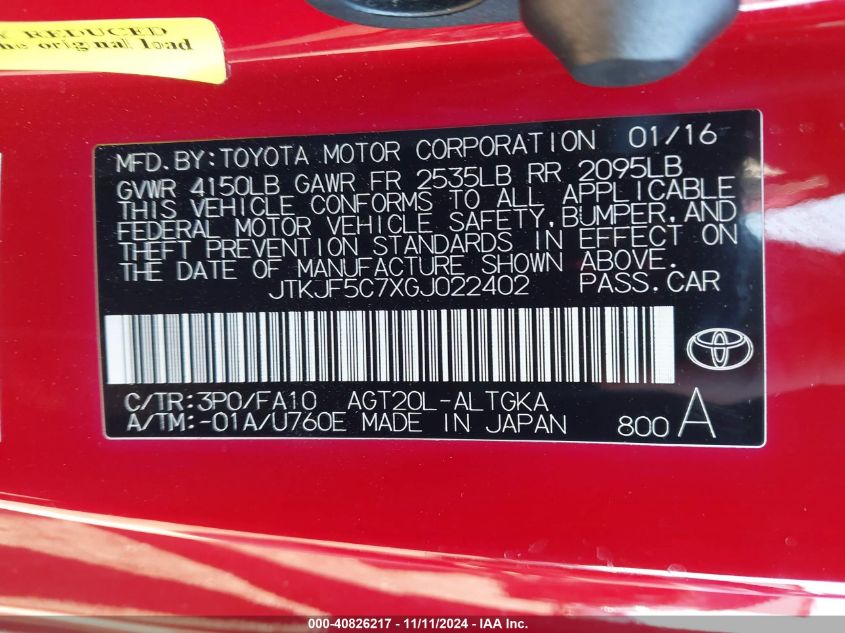 REDUCED
the original load
MFD. BY: TOYOTA MOTOR CORPORATION 01/16
GVWR 4150LB GAWR FR 2535LB RR 2095LB
THIS VEHICLE CONFORMS TO ALL APPLICABLE
FEDERAL MOTOR VEHICLE SAFETY, BUMPER, AND
THEFT PREVENTION STANDARDS IN EFFECT ON
THE DATE OF MANUFACTURE SHOWN ABOVE.
JTKJF5C7XGJ022402 PASS. CAR
C/TR: 3P0/FA10 AGT20L-ALTGKA
A/TM: -01A/U760E MADE IN JAPAN 800 A
000-40826217 - 11/11/2024 - IAA Inc.